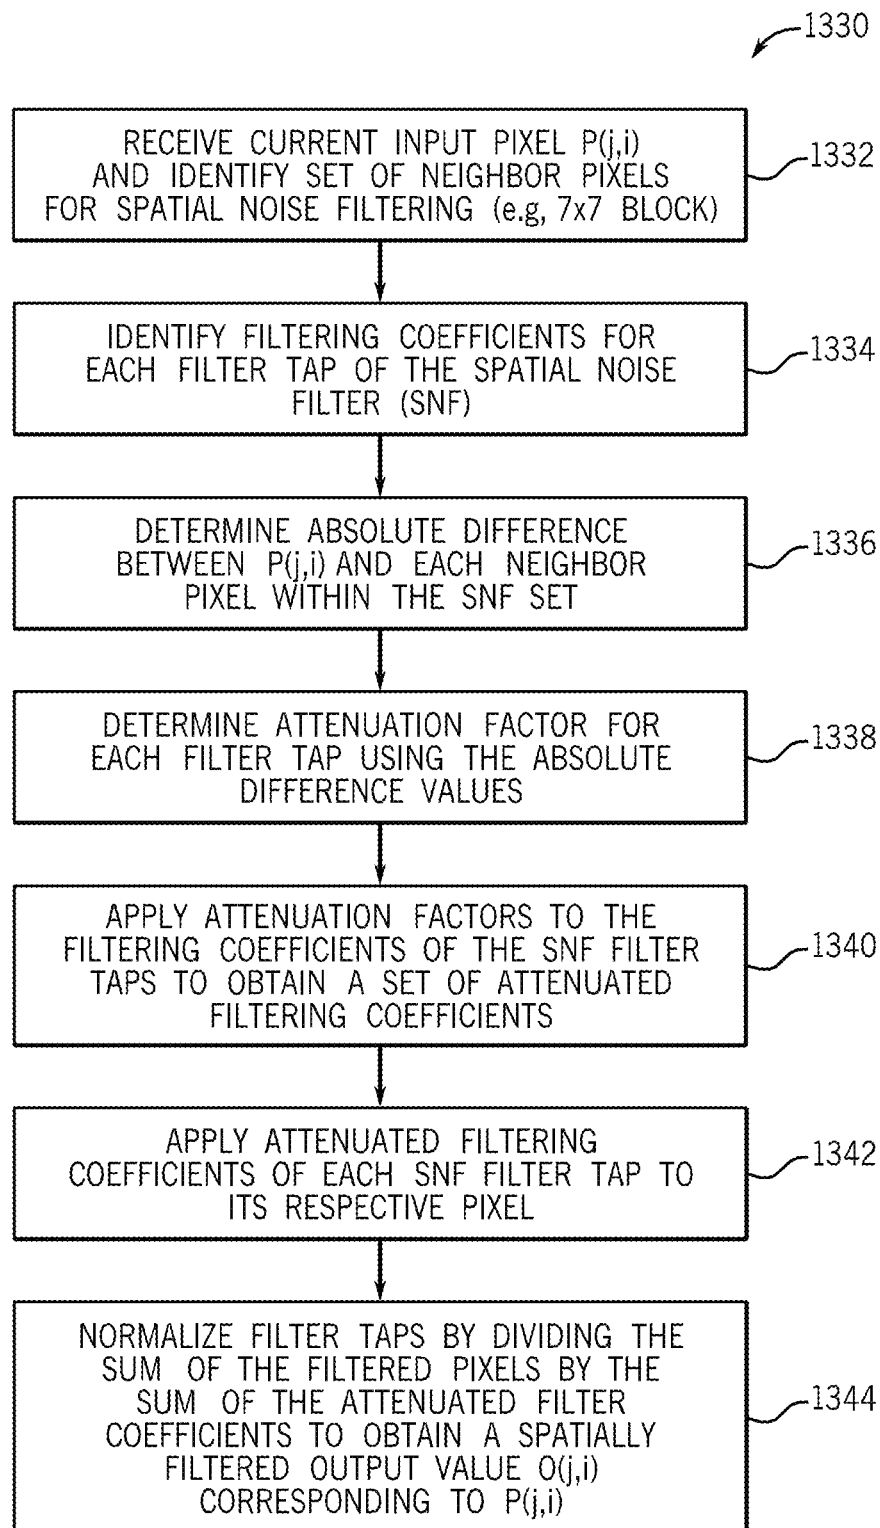 1330
RECEIVE CURRENT INPUT PIXEL P(j,i)
AND IDENTIFY SET OF NEIGHBOR PIXELS
FOR SPATIAL NOISE FILTERING (e.g, 7x7 BLOCK)
1332
IDENTIFY FILTERING COEFFICIENTS FOR
EACH FILTER TAP OF THE SPATIAL NOISE
FILTER (SNF)
1334
DETERMINE ABSOLUTE DIFFERENCE
BETWEEN P(j,i) AND EACH NEIGHBOR
PIXEL WITHIN THE SNF SET
1336
DETERMINE ATTENUATION FACTOR FOR
EACH FILTER TAP USING THE ABSOLUTE
DIFFERENCE VALUES
1338
APPLY ATTENUATION FACTORS TO THE
FILTERING COEFFICIENTS OF THE SNF FILTER
TAPS TO OBTAIN A SET OF ATTENUATED
FILTERING COEFFICIENTS
1340
APPLY ATTENUATED FILTERING
COEFFICIENTS OF EACH SNF FILTER TAP TO
ITS RESPECTIVE PIXEL
1342
NORMALIZE FILTER TAPS BY DIVIDING THE
SUM OF THE FILTERED PIXELS BY THE
SUM OF THE ATTENUATED FILTER
COEFFICIENTS TO OBTAIN A SPATIALLY
FILTERED OUTPUT VALUE O(j,i)
CORRESPONDING TO P(j,i)
1344